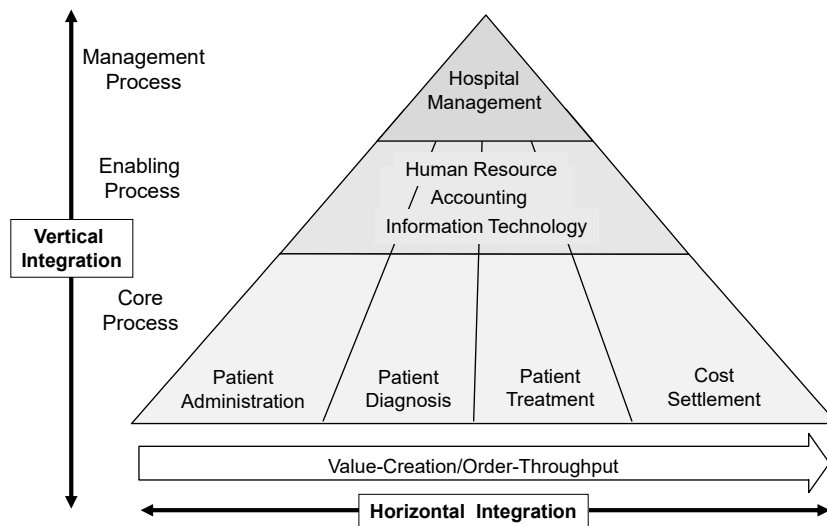 Management
Process
Hospital
Management
Enabling
Process
Human Resource
Accounting
Information Technology
Vertical
Integration
Core
Process
Patient
Administration
Patient
Diagnosis
Patient
Treatment
Cost
Settlement
Value-Creation/Order-Throughput
Horizontal Integration